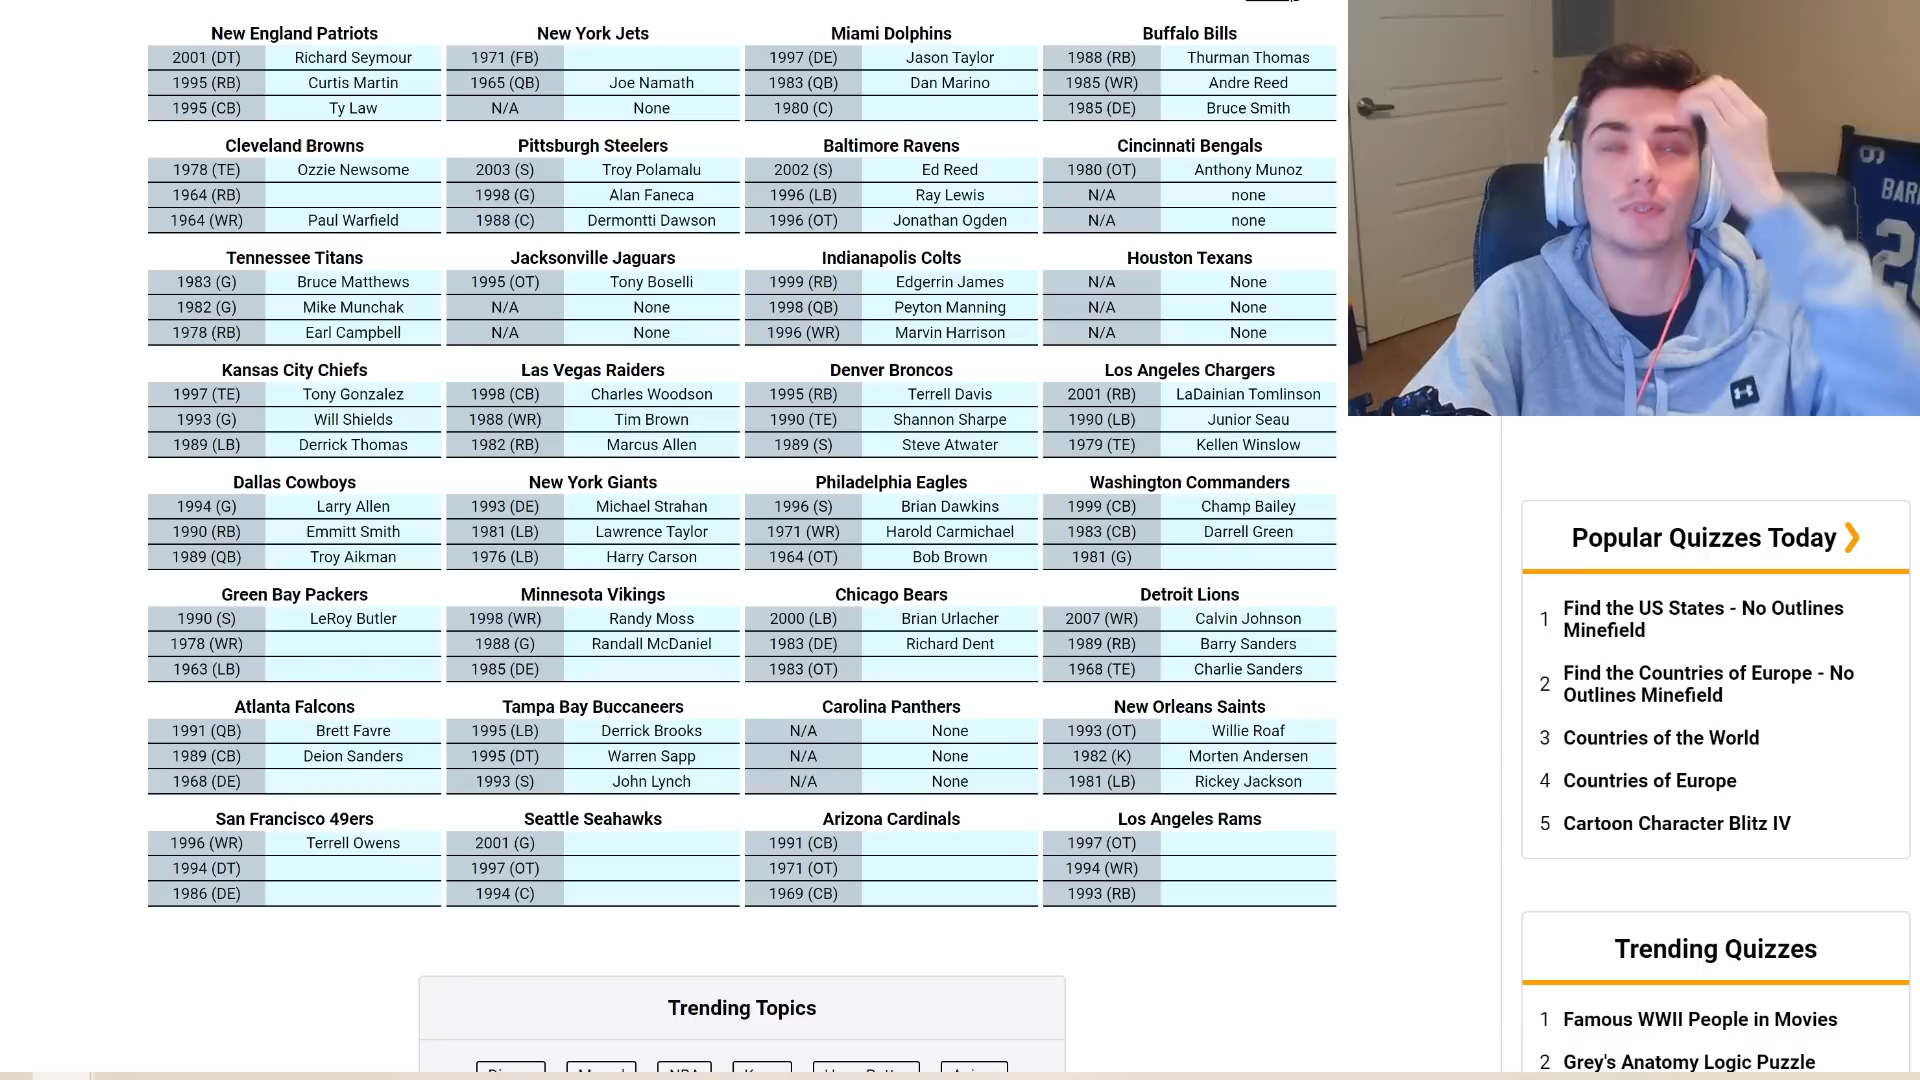 New England Patriots
2001 (DT) Richard Seymour
1995 (RB) Curtis Martin
1995 (CB) Ty Law
New York Jets
1971 (FB)
1965 (QB) Joe Namath
N/A None
Miami Dolphins
1997 (DE) Jason Taylor
1983 (QB) Dan Marino
1980 (C)
Buffalo Bills
1988 (RB) Thurman Thomas
1985 (WR) Andre Reed
1985 (DE) Bruce Smith
Cleveland Browns
1978 (TE) Ozzie Newsome
1964 (RB)
1964 (WR) Paul Warfield
Pittsburgh Steelers
2003 (S) Troy Polamalu
1998 (G) Alan Faneca
1988 (C) Dermontti Dawson
Baltimore Ravens
2002 (S) Ed Reed
1996 (LB) Ray Lewis
1996 (OT) Jonathan Ogden
Cincinnati Bengals
1980 (OT) Anthony Munoz
N/A none
N/A none
Tennessee Titans
1983 (G) Bruce Matthews
1982 (G) Mike Munchak
1978 (RB) Earl Campbell
Jacksonville Jaguars
1995 (OT) Tony Boselli
N/A None
N/A None
Indianapolis Colts
1999 (RB) Edgerrin James
1998 (QB) Peyton Manning
1996 (WR) Marvin Harrison
Houston Texans
N/A None
N/A None
N/A None
Kansas City Chiefs
1997 (TE) Tony Gonzalez
1993 (G) Will Shields
1989 (LB) Derrick Thomas
Las Vegas Raiders
1998 (CB) Charles Woodson
1988 (WR) Tim Brown
1982 (RB) Marcus Allen
Denver Broncos
1995 (RB) Terrell Davis
1990 (TE) Shannon Sharpe
1989 (S) Steve Atwater
Los Angeles Chargers
2001 (RB) LaDainian Tomlinson
1990 (LB) Junior Seau
1979 (TE) Kellen Winslow
Dallas Cowboys
1994 (G) Larry Allen
1990 (RB) Emmitt Smith
1989 (QB) Troy Aikman
New York Giants
1993 (DE) Michael Strahan
1981 (LB) Lawrence Taylor
1976 (LB) Harry Carson
Philadelphia Eagles
1996 (S) Brian Dawkins
1971 (WR) Harold Carmichael
1964 (OT) Bob Brown
Washington Commanders
1999 (CB) Champ Bailey
1983 (CB) Darrell Green
1981 (G)
Green Bay Packers
1990 (S) LeRoy Butler
1978 (WR)
1963 (LB)
Minnesota Vikings
1998 (WR) Randy Moss
1988 (G) Randall McDaniel
1985 (DE)
Chicago Bears
2000 (LB) Brian Urlacher
1983 (DE) Richard Dent
1983 (OT)
Detroit Lions
2007 (WR) Calvin Johnson
1989 (RB) Barry Sanders
1968 (TE) Charlie Sanders
Atlanta Falcons
1991 (QB) Brett Favre
1989 (CB) Deion Sanders
1968 (DE)
Tampa Bay Buccaneers
1995 (LB) Derrick Brooks
1995 (DT) Warren Sapp
1993 (S) John Lynch
Carolina Panthers
N/A None
N/A None
N/A None
New Orleans Saints
1993 (OT) Willie Roaf
1982 (K) Morten Andersen
1981 (LB) Rickey Jackson
San Francisco 49ers
1996 (WR) Terrell Owens
1994 (DT)
1986 (DE)
Seattle Seahawks
2001 (G)
1997 (OT)
1994 (C)
Arizona Cardinals
1991 (CB)
1971 (OT)
1969 (CB)
Los Angeles Rams
1997 (OT)
1994 (WR)
1993 (RB)
Trending Topics
BAR
2
Popular Quizzes Today
1 Find the US States - No Outlines
Minefield
2 Find the Countries of Europe - No
Outlines Minefield
3 Countries of the World
4 Countries of Europe
5 Cartoon Character Blitz IV
Trending Quizzes
1 Famous WWII People in Movies
2 Grey's Anatomy Logic Puzzle